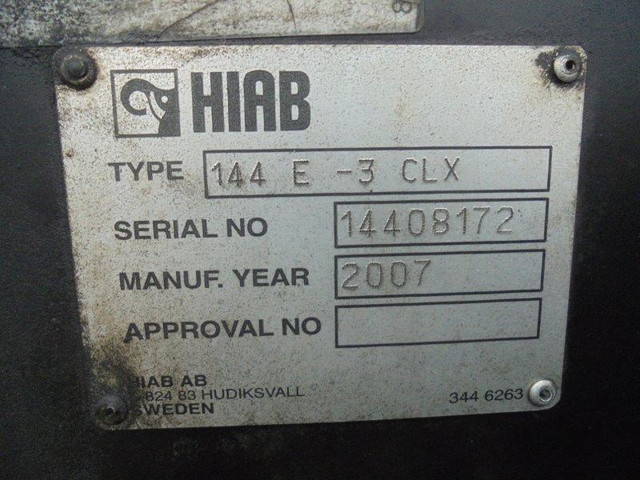 HIAB
TYPE 144 E -3 CLX
SERIAL NO 14408172
MANUF. YEAR 2007
APPROVAL NO
HIAB AB
824 83 HUDIKSVALL
SWEDEN 344 6263